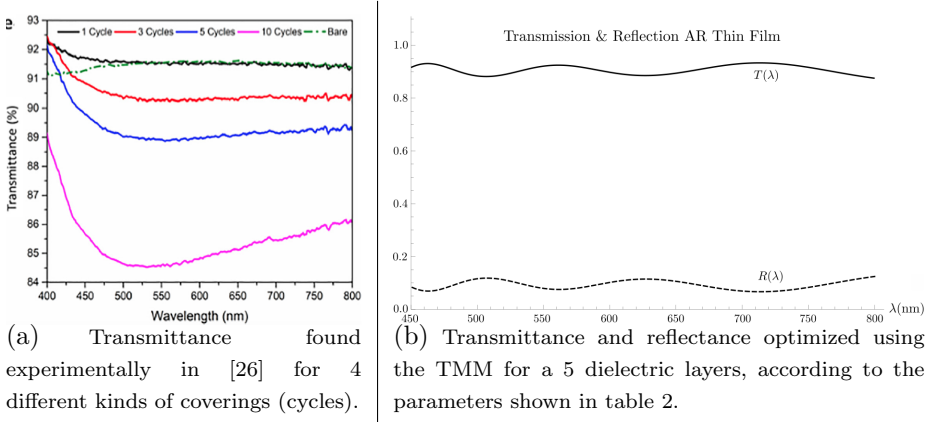 93
92
91
90
89
88
87
86
85
84
Transmittance (%)
1 Cycle 3 Cycles 5 Cycles 10 Cycles Bare
400 450 500 550 600 650 700 750 800
Wavelength (nm)
(a) Transmittance found
experimentally in [26] for 4
different kinds of coverings (cycles).
Transmission & Reflection AR Thin Film
1.0
0.8
0.6
0.4
0.2
0.0
T(λ)
R(λ)
450 500 550 600 650 700 750 800
λ(nm)
(b) Transmittance and reflectance optimized using
the TMM for a 5 dielectric layers, according to the
parameters shown in table 2.